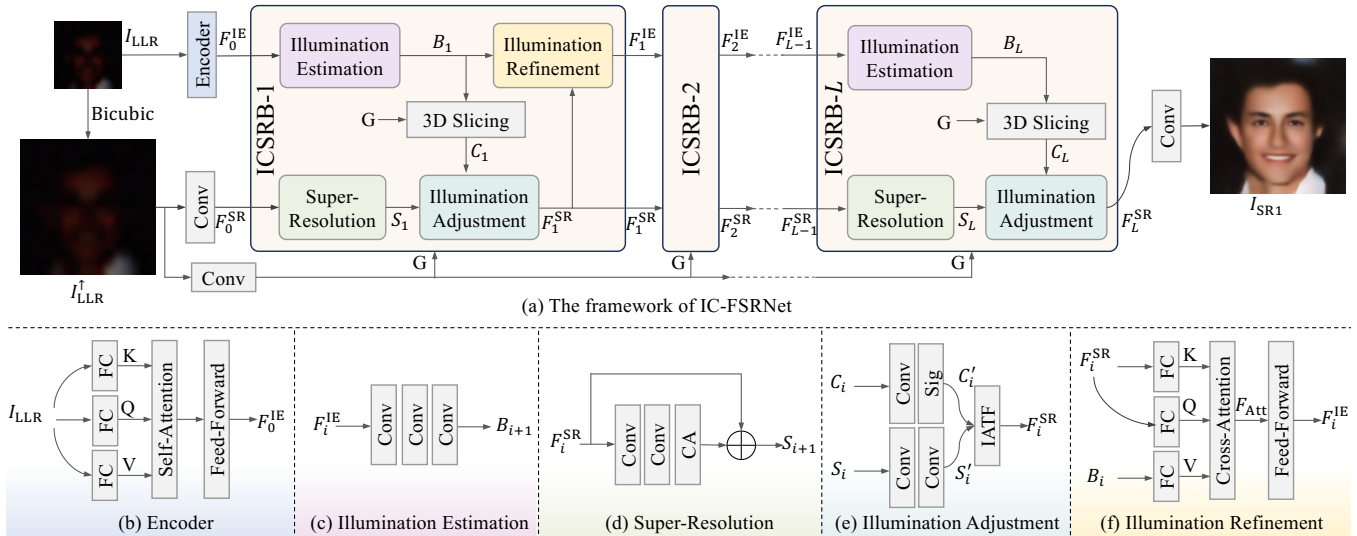 I_LLR
Encoder
F_0^IE
ICSRB-1
Illumination
Estimation
B_1
Illumination
Refinement
F_1^IE
ICSRB-2
F_2^IE
F_{L-1}^IE
ICSRB-L
Illumination
Estimation
B_L
Bicubic
G
3D Slicing
G
3D Slicing
Conv
C_1
C_L
Conv
F_0^SR
Super-
Resolution
S_1
Illumination
Adjustment
F_1^SR
F_1^SR
F_2^SR
F_{L-1}^SR
Super-
Resolution
S_L
Illumination
Adjustment
F_L^SR
I_SR1
I_LLR^↑
Conv
G
G
G
(a) The framework of IC-FSRNet
I_LLR
FC
K
FC
Q
FC
V
Self-Attention
Feed-Forward
F_0^IE
(b) Encoder
F_i^IE
Conv
Conv
Conv
B_{i+1}
(c) Illumination Estimation
F_i^SR
Conv
Conv
CA
S_{i+1}
(d) Super-Resolution
C_i
Conv
Sig
C_i′
S_i
Conv
Conv
S_i′
IATF
F_i^SR
(e) Illumination Adjustment
F_i^SR
FC
K
FC
Q
B_i
FC
V
Cross-Attention
F_Att
Feed-Forward
F_i^IE
(f) Illumination Refinement